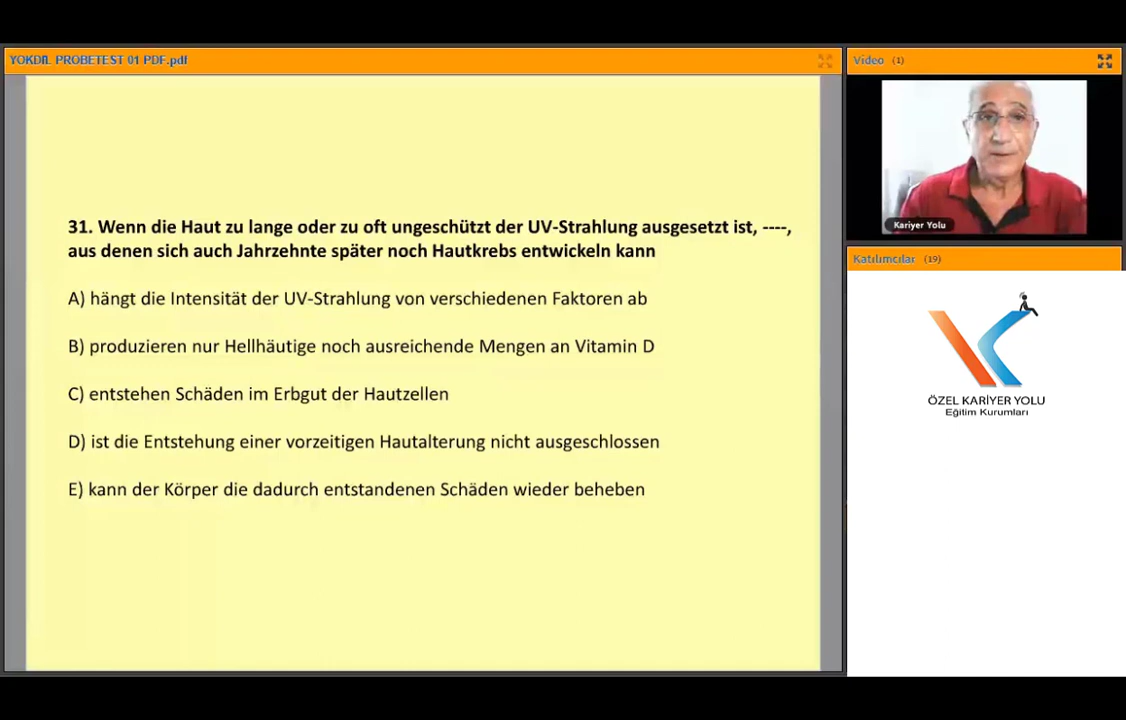 YOKDIL PROBETEST 01 PDF.pdf
Video (1)
Kariyer Yolu
Katılımcılar (19)
ÖZEL KARİYER YOLU
Eğitim Kurumları
31. Wenn die Haut zu lange oder zu oft ungeschützt der UV-Strahlung ausgesetzt ist, ----,
aus denen sich auch Jahrzehnte später noch Hautkrebs entwickeln kann
A) hängt die Intensität der UV-Strahlung von verschiedenen Faktoren ab
B) produzieren nur Hellhäutige noch ausreichende Mengen an Vitamin D
C) entstehen Schäden im Erbgut der Hautzellen
D) ist die Entstehung einer vorzeitigen Hautalterung nicht ausgeschlossen
E) kann der Körper die dadurch entstandenen Schäden wieder beheben